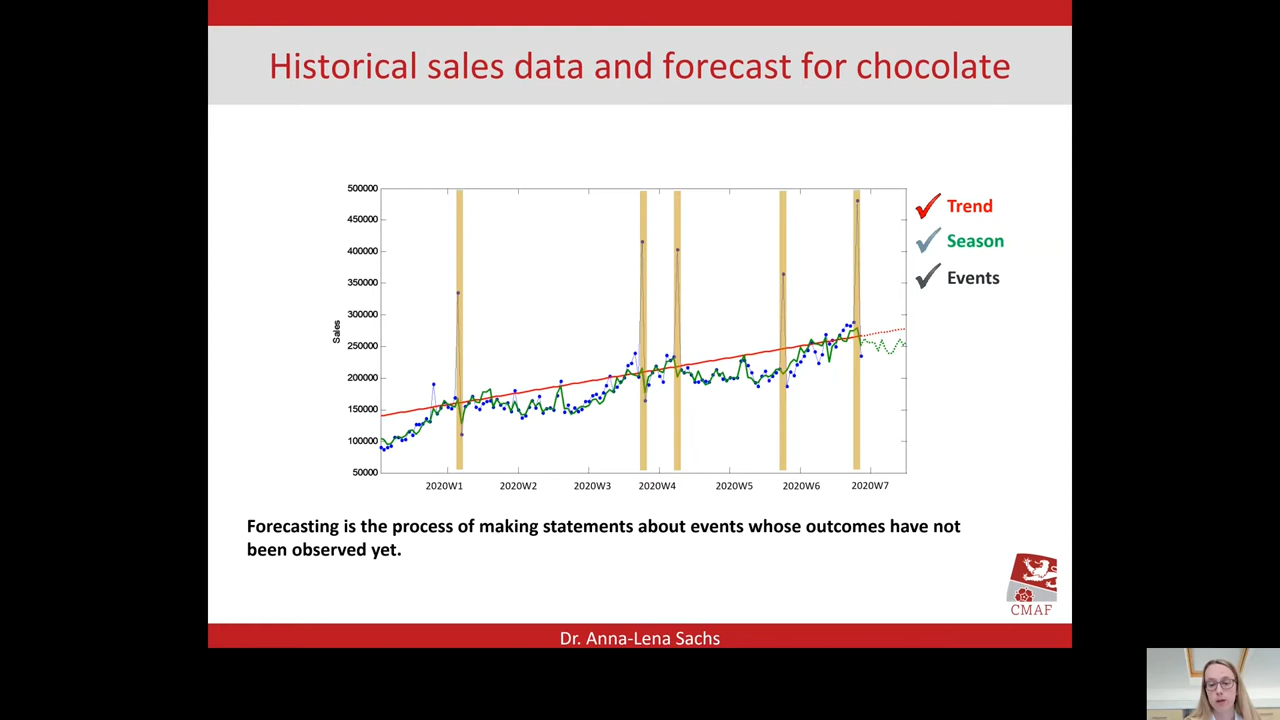 Historical sales data and forecast for chocolate
500000
450000
400000
350000
300000
250000
200000
150000
100000
50000
Sales
2020W1 2020W2 2020W3 2020W4 2020W5 2020W6 2020W7
Trend
Season
Events
Forecasting is the process of making statements about events whose outcomes have not
been observed yet.
CMAF
Dr. Anna-Lena Sachs